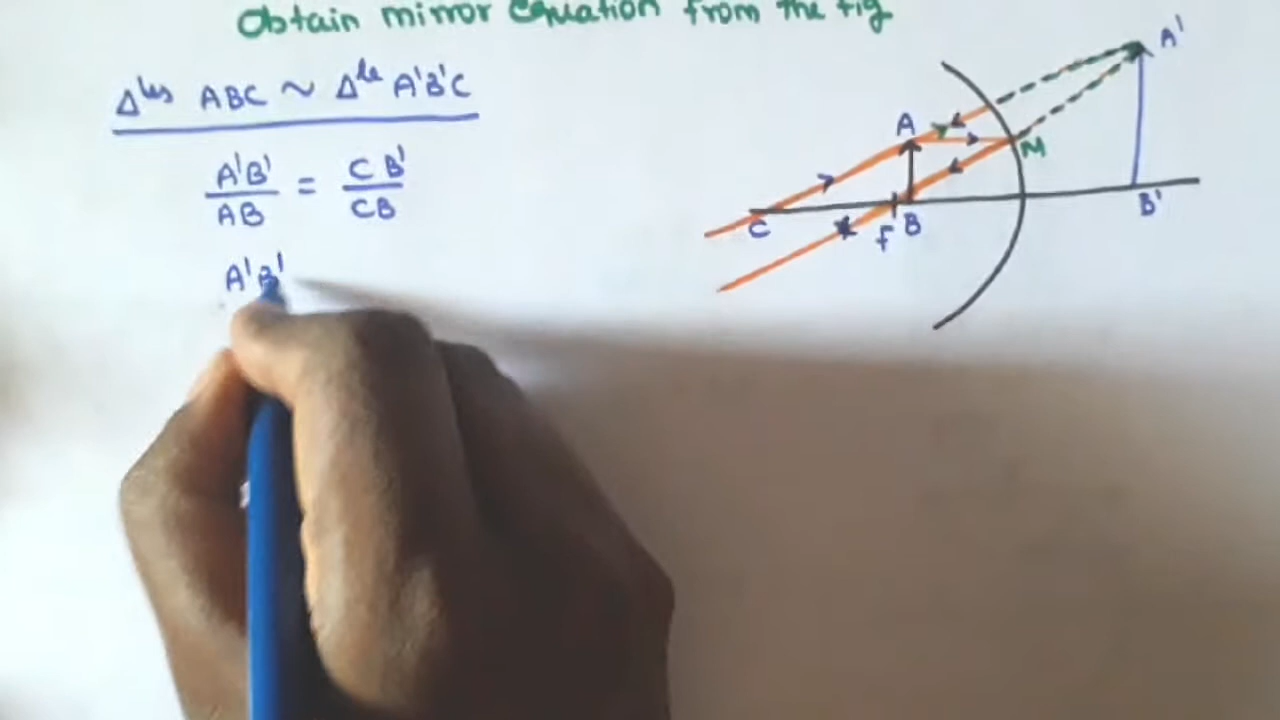 Obtain mirror equation from the fig
Δles ABC ~ Δle A'B'C
A'B' / AB = CB' / CB
A'B'
A'
A
M
C
F
B
B'